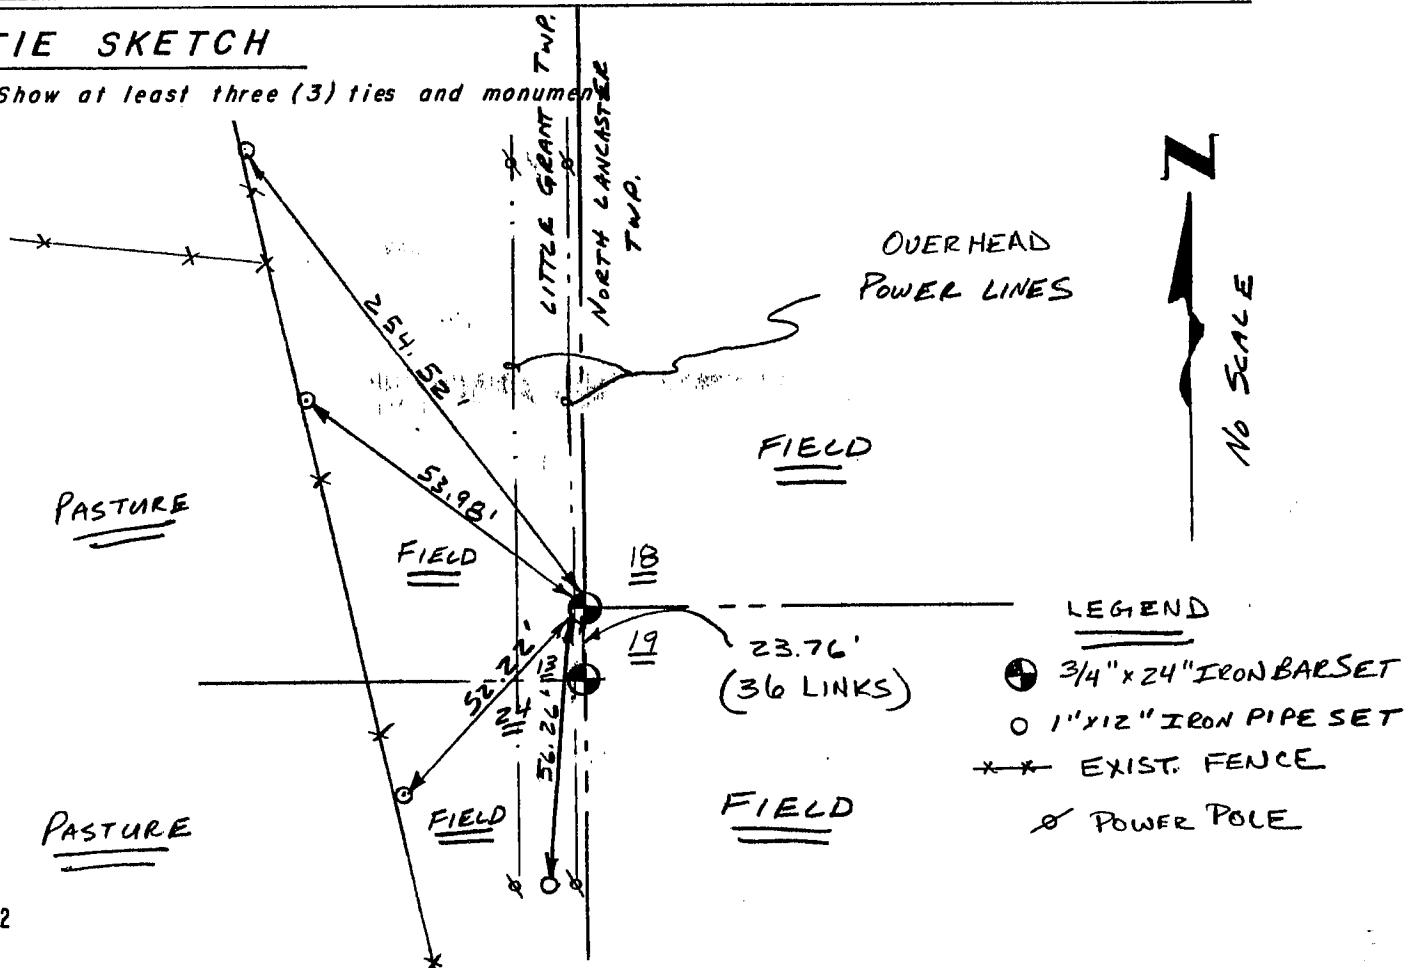 TIE SKETCH
Show at least three (3) ties and monument
LITTLE GRANT TWP.
NORTH LANCASTER
TWP.
N
NO SCALE
OVERHEAD
POWER LINES
254.52'
53.98'
FIELD
PASTURE
FIELD
18
19
23.76'
(36 LINKS)
52.22'
13
24
56.26'
LEGEND
3/4" x 24" IRON BAR SET
1" x 12" IRON PIPE SET
EXIST. FENCE
POWER POLE
FIELD
FIELD
PASTURE
2